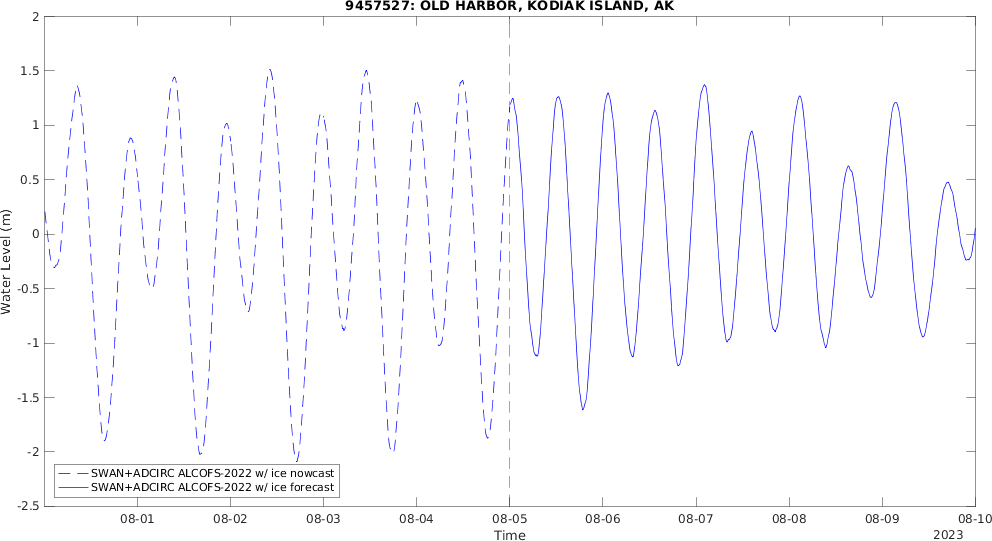 9457527: OLD HARBOR, KODIAK ISLAND, AK
2
1.5
1
0.5
0
-0.5
-1
-1.5
-2
-2.5
Water Level (m)
SWAN+ADCIRC ALCOFS-2022 w/ ice nowcast
SWAN+ADCIRC ALCOFS-2022 w/ ice forecast
08-01 08-02 08-03 08-04 08-05 08-06 08-07 08-08 08-09 08-10
Time
2023